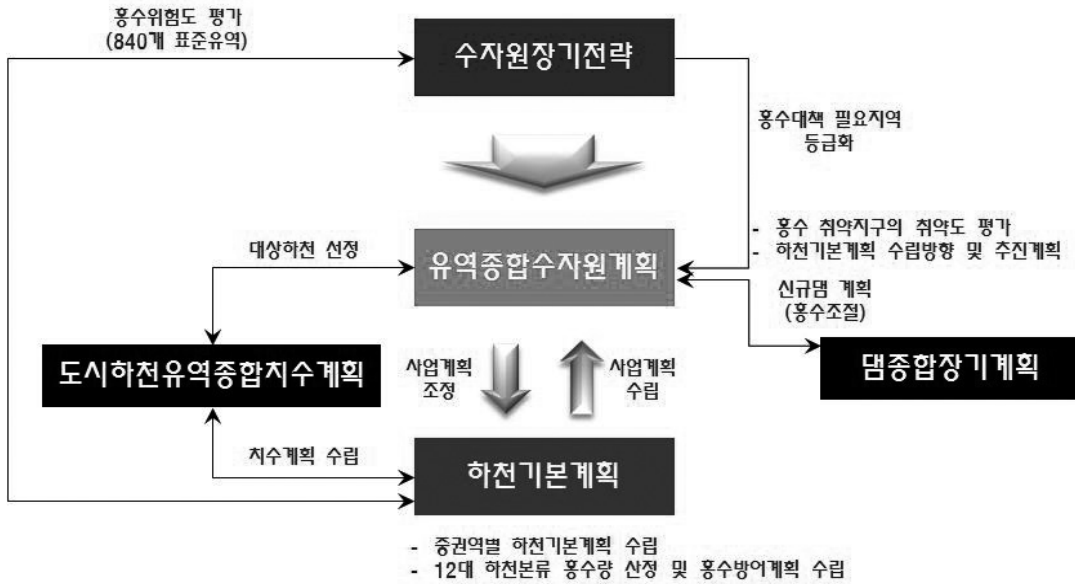 홍수위험도 평가
(840개 표준유역)
수자원장기전략
홍수대책 필요지역
등급화
- 홍수 취약지구의 취약도 평가
- 하천기본계획 수립방향 및 추진계획
대상하천 선정
유역종합수자원계획
신규댐 계획
(홍수조절)
도시하천유역종합치수계획
사업계획
조정
사업계획
수립
댐종합장기계획
치수계획 수립
하천기본계획
- 중권역별 하천기본계획 수립
- 12대 하천본류 홍수량 산정 및 홍수방어계획 수립